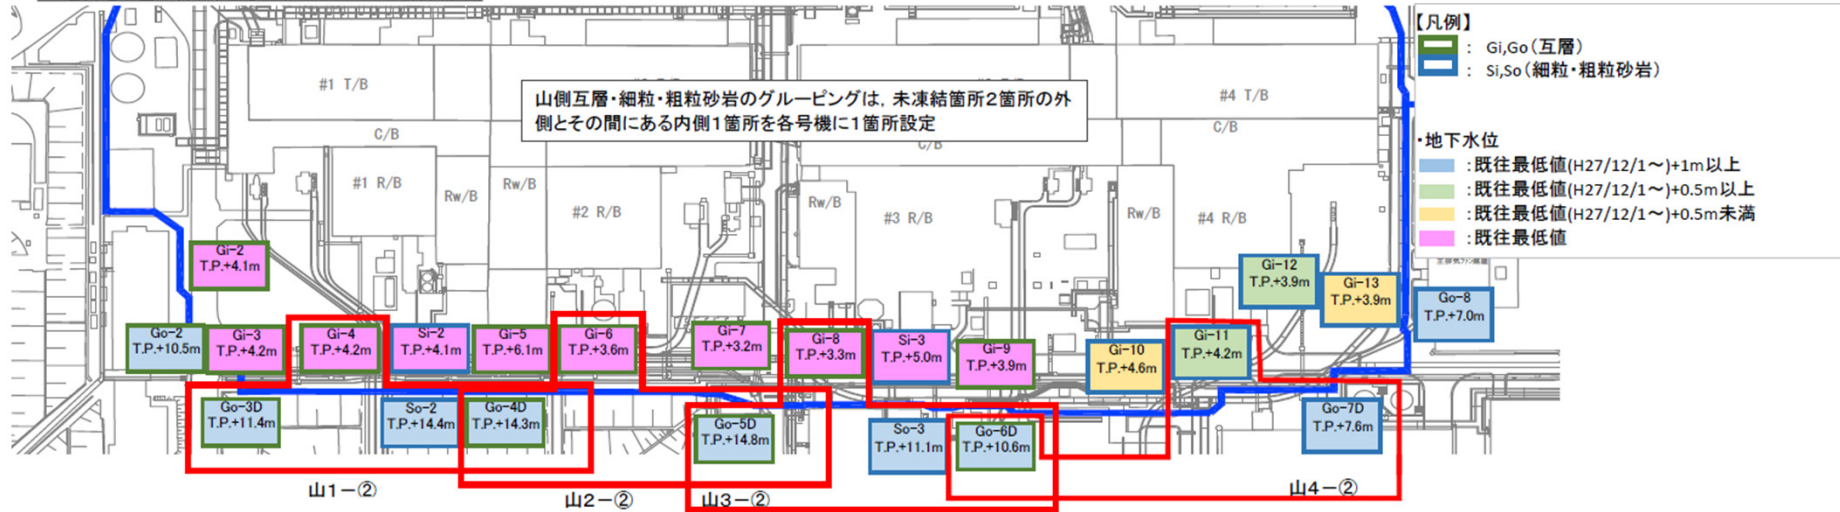 【凡例】
： Gi,Go（互層）
： Si,So（細粒・粗粒砂岩）
・地下水位
：既往最低値(H27/12/1～)+1m以上
：既往最低値(H27/12/1～)+0.5m以上
：既往最低値(H27/12/1～)+0.5m未満
：既往最低値
#1 T/B
#4 T/B
山側互層・細粒・粗粒砂岩のグルーピングは，未凍結箇所２箇所の外
側とその間にある内側１箇所を各号機に１箇所設定
C/B
C/B
C/B
#1 R/B
Rw/B
Rw/B
#2 R/B
Rw/B
#3 R/B
Rw/B
#4 R/B
Gi-2
T.P.+4.1m
Gi-12
T.P.+3.9m
Gi-13
T.P.+3.9m
Go-8
T.P.+7.0m
Go-2
T.P.+10.5m
Gi-3
T.P.+4.2m
Gi-4
T.P.+4.2m
Si-2
T.P.+4.1m
Gi-5
T.P.+6.1m
Gi-6
T.P.+3.6m
Gi-7
T.P.+3.2m
Gi-8
T.P.+3.3m
Si-3
T.P.+5.0m
Gi-9
T.P.+3.9m
Gi-10
T.P.+4.6m
Gi-11
T.P.+4.2m
Go-3D
T.P.+11.4m
So-2
T.P.+14.4m
Go-4D
T.P.+14.3m
Go-5D
T.P.+14.8m
So-3
T.P.+11.1m
Go-6D
T.P.+10.6m
Go-7D
T.P.+7.6m
山1－②
山2－②
山3－②
山4－②